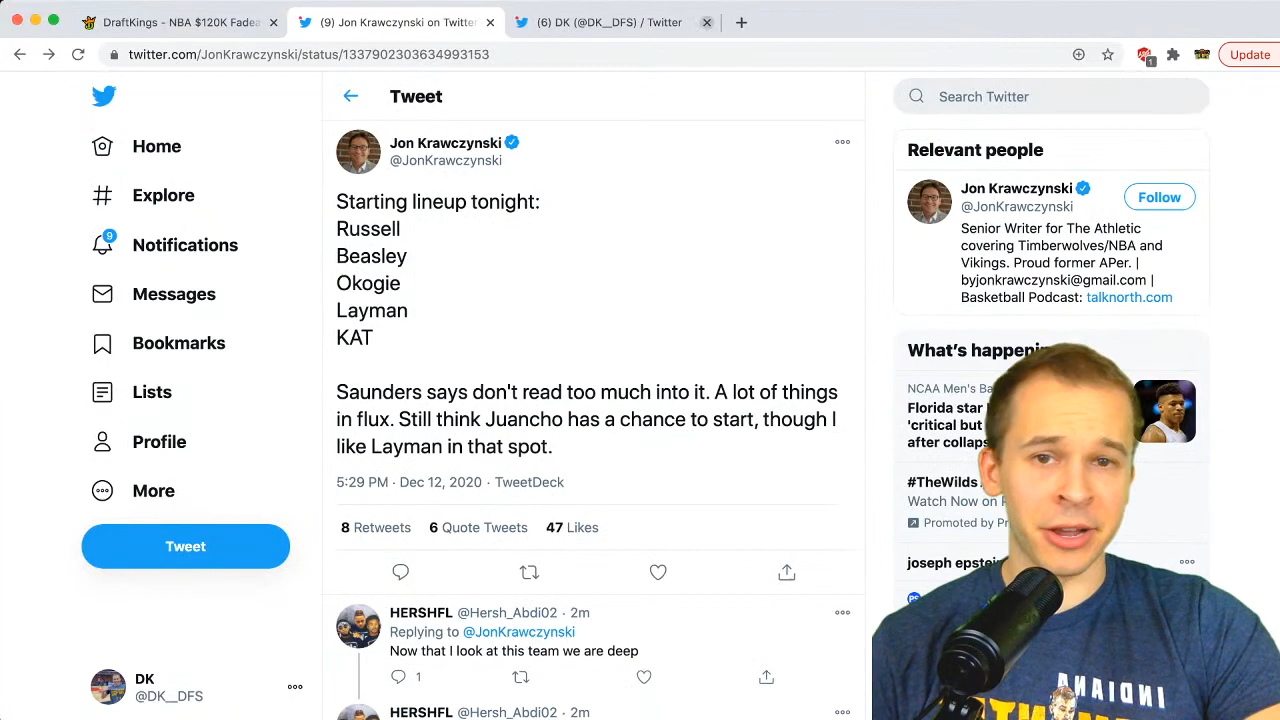 DraftKings - NBA $120K Fadea
(9) Jon Krawczynski on Twitter
(6) DK (@DK__DFS) / Twitter
twitter.com/JonKrawczynski/status/1337902303634993153
1
Update
Tweet
Search Twitter
Home
Explore
9
Notifications
Messages
Bookmarks
Lists
Profile
More
Tweet
DK
@DK__DFS
Jon Krawczynski
@JonKrawczynski
Starting lineup tonight:
Russell
Beasley
Okogie
Layman
KAT
Saunders says don't read too much into it. A lot of things
in flux. Still think Juancho has a chance to start, though I
like Layman in that spot.
5:29 PM · Dec 12, 2020 · TweetDeck
8 Retweets 6 Quote Tweets 47 Likes
HERSHFL @Hersh_Abdi02 · 2m
Replying to @JonKrawczynski
Now that I look at this team we are deep
1
HERSHFL @Hersh_Abdi02 · 2m
Relevant people
Jon Krawczynski
@JonKrawczynski
Follow
Senior Writer for The Athletic
covering Timberwolves/NBA and
Vikings. Proud former APer. |
byjonkrawczynski@gmail.com |
Basketball Podcast: talknorth.com
What's happenin
NCAA Men's Ba
Florida star
'critical but
after collaps
#TheWilds
Watch Now on
Promoted by Pr
joseph epste
INDIANA